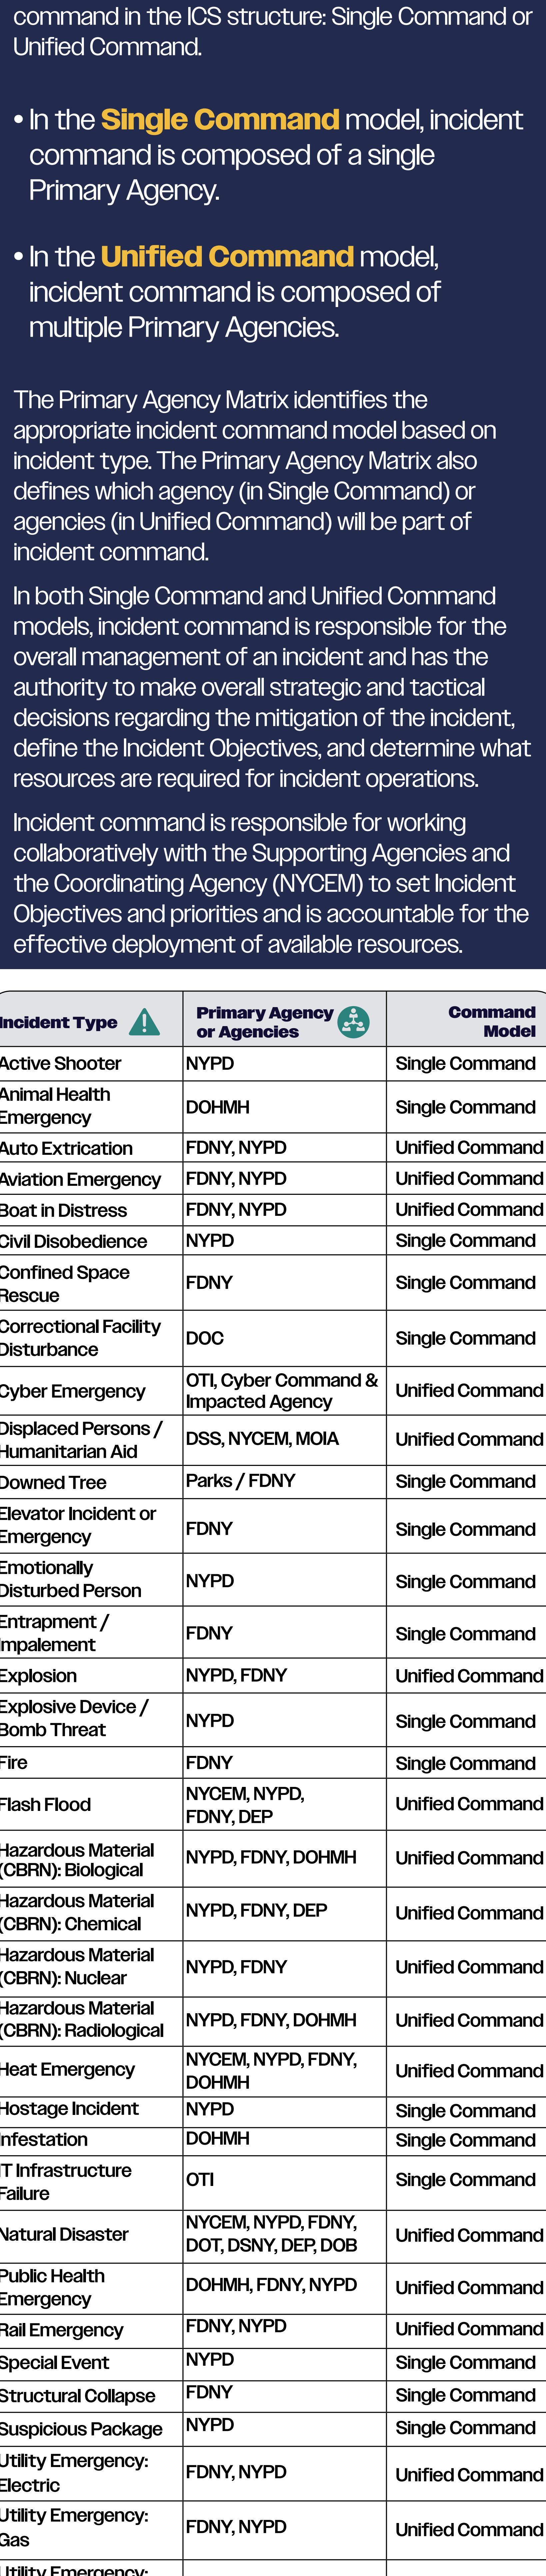 command in the ICS structure: Single Command or
Unified Command.
• In the Single Command model, incident
command is composed of a single
Primary Agency.
• In the Unified Command model,
incident command is composed of
multiple Primary Agencies.
The Primary Agency Matrix identifies the
appropriate incident command model based on
incident type. The Primary Agency Matrix also
defines which agency (in Single Command) or
agencies (in Unified Command) will be part of
incident command.
In both Single Command and Unified Command
models, incident command is responsible for the
overall management of an incident and has the
authority to make overall strategic and tactical
decisions regarding the mitigation of the incident,
define the Incident Objectives, and determine what
resources are required for incident operations.
Incident command is responsible for working
collaboratively with the Supporting Agencies and
the Coordinating Agency (NYCEM) to set Incident
Objectives and priorities and is accountable for the
effective deployment of available resources.
Incident Type
Primary Agency
or Agencies
Command
Model
Active Shooter
NYPD
Single Command
Animal Health
Emergency
DOHMH
Single Command
Auto Extrication
FDNY, NYPD
Unified Command
Aviation Emergency
FDNY, NYPD
Unified Command
Boat in Distress
FDNY, NYPD
Unified Command
Civil Disobedience
NYPD
Single Command
Confined Space
Rescue
FDNY
Single Command
Correctional Facility
Disturbance
DOC
Single Command
Cyber Emergency
OTI, Cyber Command &
Impacted Agency
Unified Command
Displaced Persons /
Humanitarian Aid
DSS, NYCEM, MOIA
Unified Command
Downed Tree
Parks / FDNY
Single Command
Elevator Incident or
Emergency
FDNY
Single Command
Emotionally
Disturbed Person
NYPD
Single Command
Entrapment /
Impalement
FDNY
Single Command
Explosion
NYPD, FDNY
Unified Command
Explosive Device /
Bomb Threat
NYPD
Single Command
Fire
FDNY
Single Command
Flash Flood
NYCEM, NYPD,
FDNY, DEP
Unified Command
Hazardous Material
(CBRN): Biological
NYPD, FDNY, DOHMH
Unified Command
Hazardous Material
(CBRN): Chemical
NYPD, FDNY, DEP
Unified Command
Hazardous Material
(CBRN): Nuclear
NYPD, FDNY
Unified Command
Hazardous Material
(CBRN): Radiological
NYPD, FDNY, DOHMH
Unified Command
Heat Emergency
NYCEM, NYPD, FDNY,
DOHMH
Unified Command
Hostage Incident
NYPD
Single Command
Infestation
DOHMH
Single Command
IT Infrastructure
Failure
OTI
Single Command
Natural Disaster
NYCEM, NYPD, FDNY,
DOT, DSNY, DEP, DOB
Unified Command
Public Health
Emergency
DOHMH, FDNY, NYPD
Unified Command
Rail Emergency
FDNY, NYPD
Unified Command
Special Event
NYPD
Single Command
Structural Collapse
FDNY
Single Command
Suspicious Package
NYPD
Single Command
Utility Emergency:
Electric
FDNY, NYPD
Unified Command
Utility Emergency:
Gas
FDNY, NYPD
Unified Command
Utility Emergency: